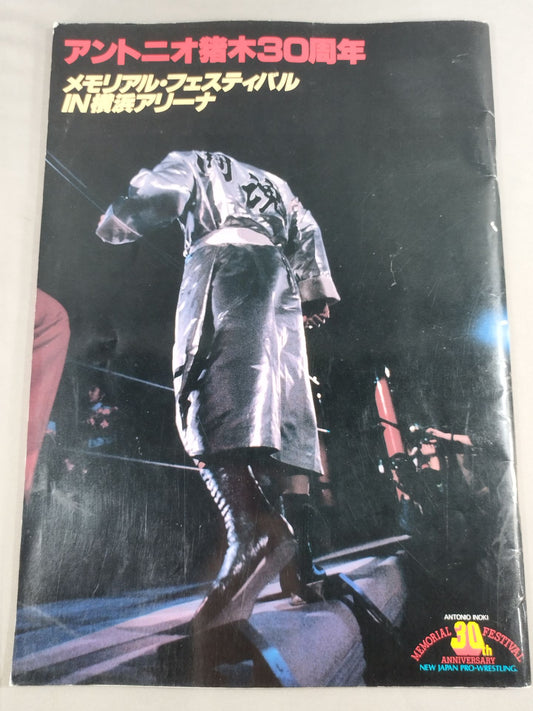 アントニオ猪木30周年
メモリアル・フェスティバル
IN横浜アリーナ
闘
魂
ANTONIO INOKI
MEMORIAL 30th FESTIVAL
ANNIVERSARY
NEW JAPAN PRO-WRESTLING.